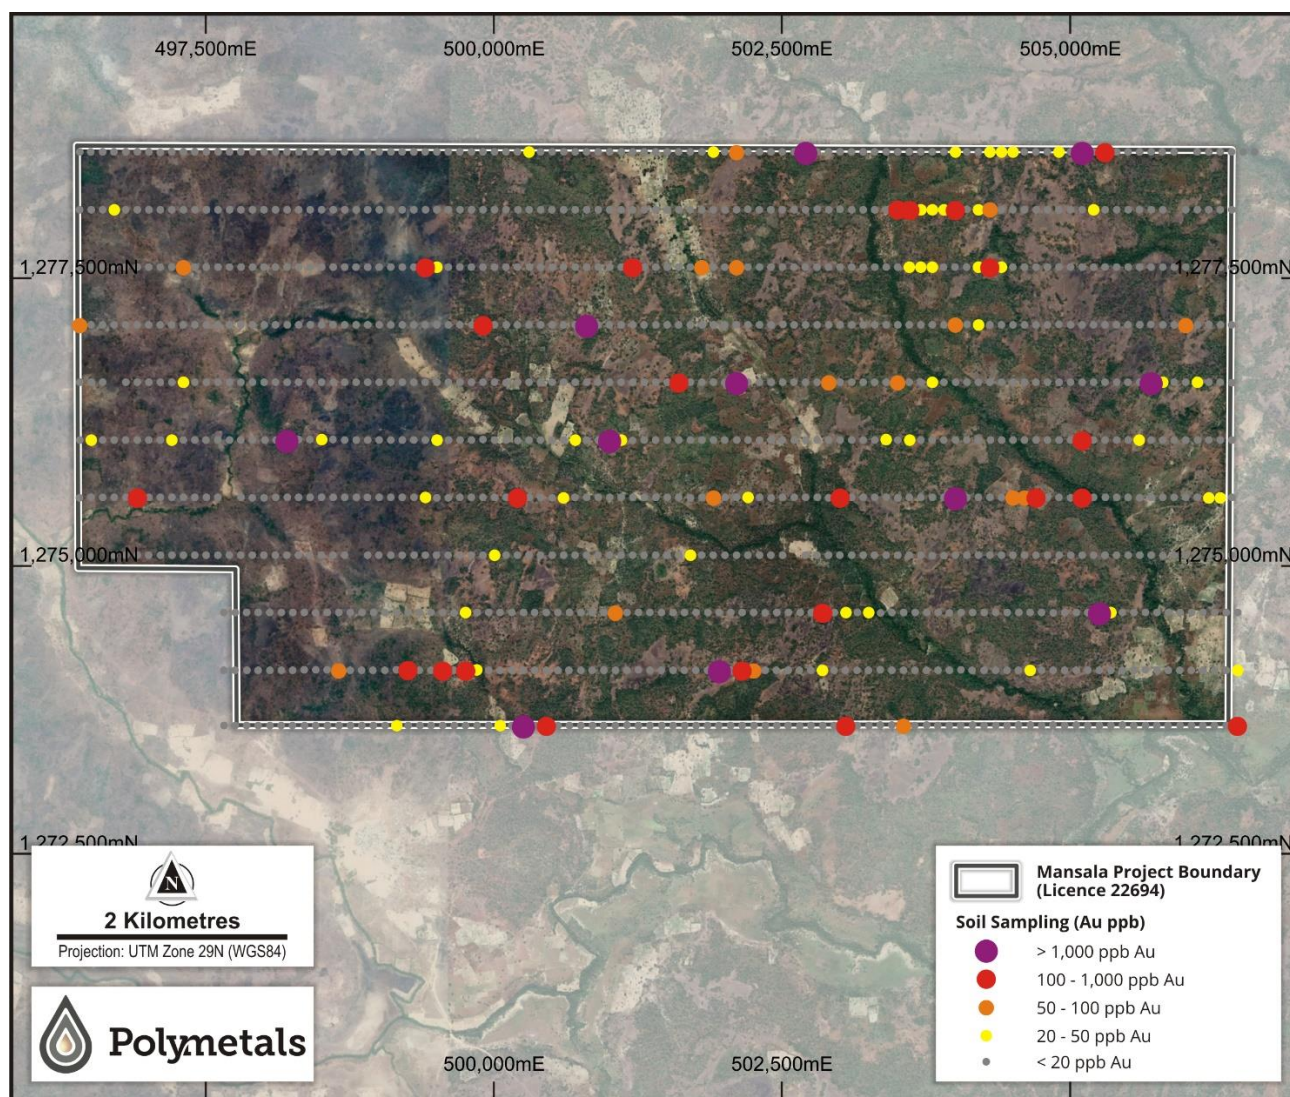 497,500mE 500,000mE 502,500mE 505,000mE
1,277,500mN 1,277,500mN
1,275,000mN 1,275,000mN
1,272,500mN 1,272,500mN
N
2 Kilometres
Projection: UTM Zone 29N (WGS84)
Polymetals
Mansala Project Boundary
(Licence 22694)
Soil Sampling (Au ppb)
> 1,000 ppb Au
100 - 1,000 ppb Au
50 - 100 ppb Au
20 - 50 ppb Au
< 20 ppb Au
500,000mE 502,500mE